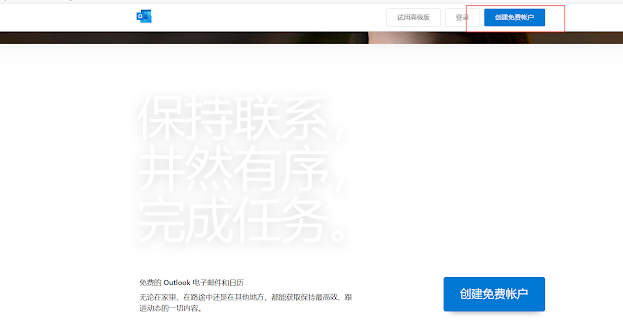 试用高级版 登录 创建免费帐户
保持联系，
井然有序，
完成任务。
免费的 Outlook 电子邮件和日历
无论在家里、在路途中还是在其他地方，都能获取保持最高效、跟
进动态的一切内容。
创建免费帐户